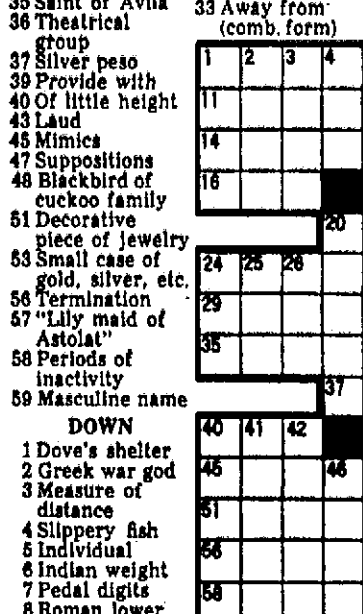 35 Saint of Avila
36 Theatrical
group
37 Silver peso
39 Provide with
40 Of little height
43 Laud
45 Mimics
47 Suppositions
48 Blackbird of
cuckoo family
51 Decorative
piece of jewelry
53 Small case of
gold, silver, etc.
56 Termination
57 "Lily maid of
Astolat"
58 Periods of
inactivity
59 Masculine name
DOWN
1 Dove's shelter
2 Greek war god
3 Measure of
distance
4 Slippery fish
5 Individual
6 Indian weight
7 Pedal digits
8 Roman lower
33 Away from
(comb. form)
1 2 3 4
11
14
16
20
24 25 26
29
35
37
40 41 42
45 46
51
56
58